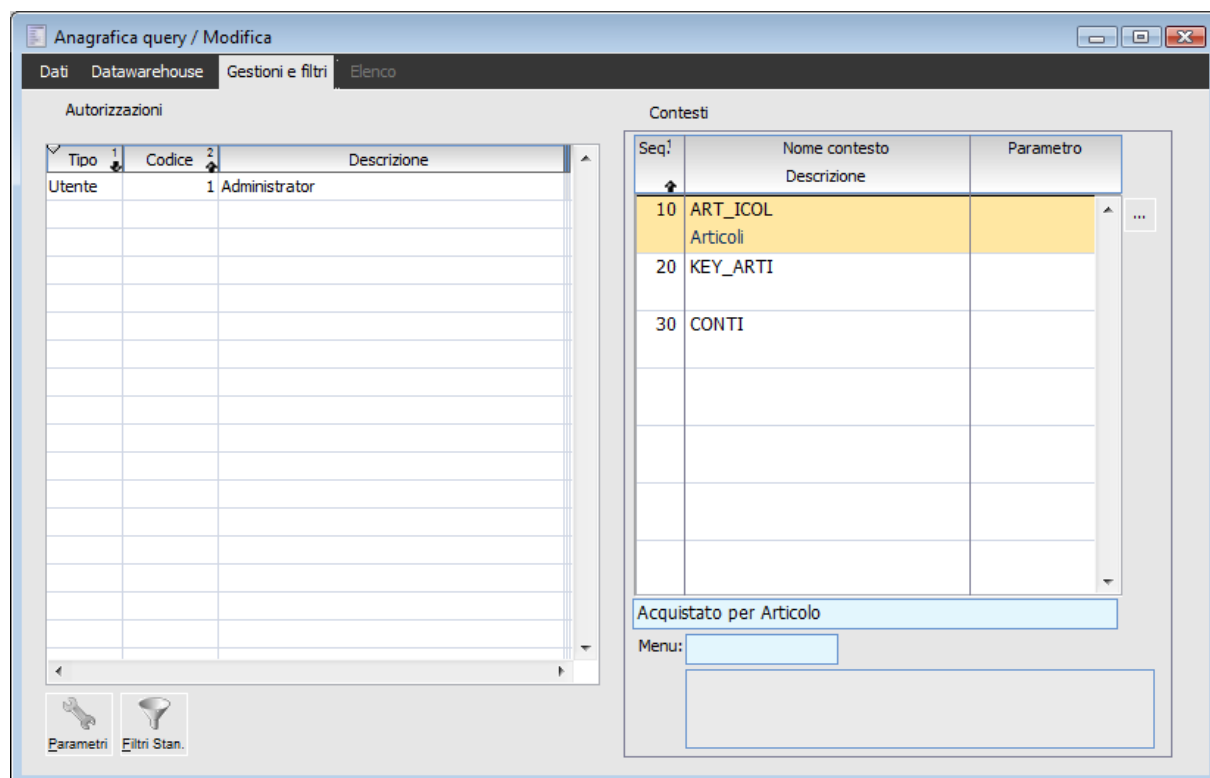 Anagrafica query / Modifica
Dati Datawarehouse Gestioni e filtri Elenco
Autorizzazioni
Tipo 1 Codice 2 Descrizione
Utente 1 Administrator
Contesti
Seq. 1 Nome contesto Parametro
Descrizione
10 ART_ICOL ...
Articoli
20 KEY_ARTI
30 CONTI
Acquistato per Articolo
Menu:
Parametri Filtri Stan.